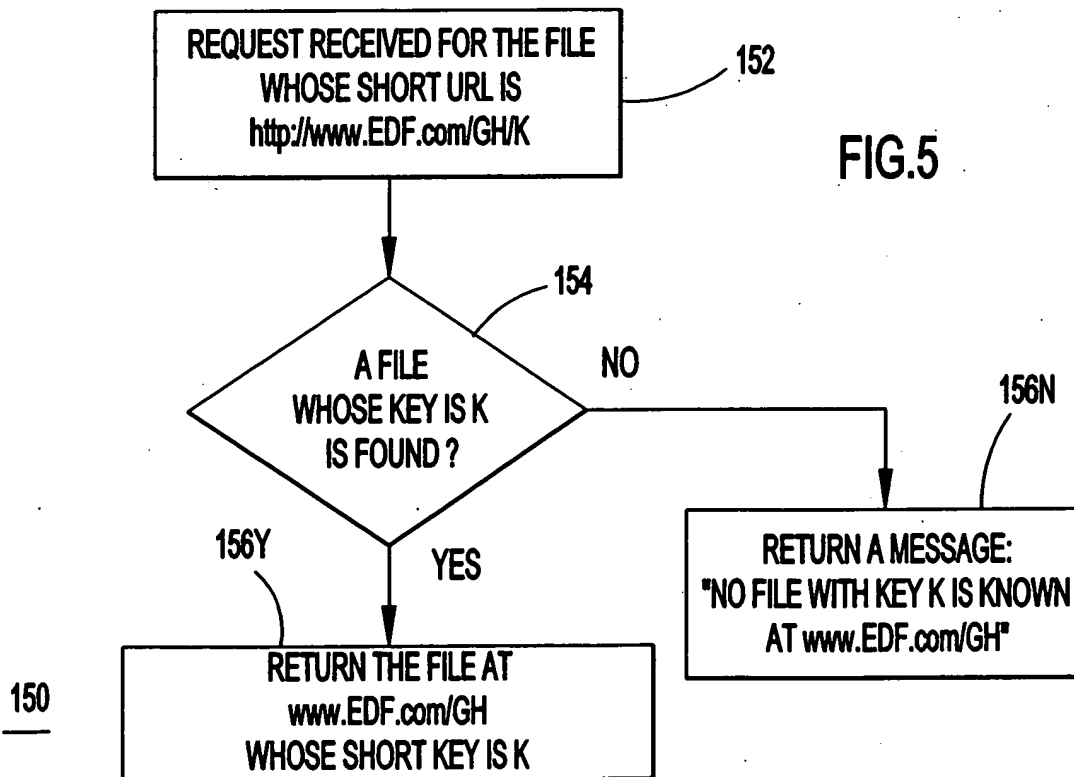 REQUEST RECEIVED FOR THE FILE
WHOSE SHORT URL IS
http://www.EDF.com/GH/K
152
FIG.5
154
A FILE
WHOSE KEY IS K
IS FOUND ?
NO
156N
RETURN A MESSAGE:
"NO FILE WITH KEY K IS KNOWN
AT www.EDF.com/GH"
156Y
YES
RETURN THE FILE AT
www.EDF.com/GH
WHOSE SHORT KEY IS K
150